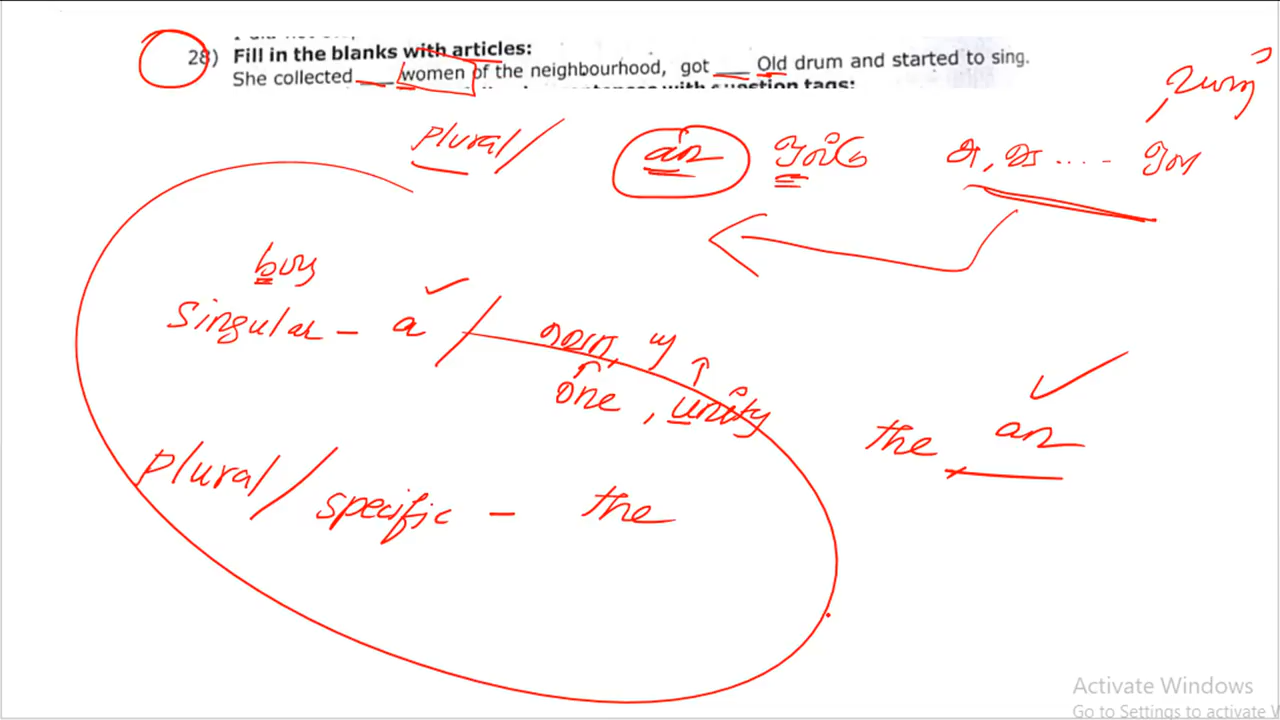 28) Fill in the blanks with articles:
She collected ___ women of the neighbourhood, got ___ Old drum and started to sing.
plural/
an
boy
Singular - a /
one, unity
the an
plural/ specific - the
Activate Windows
Go to Settings to activate W